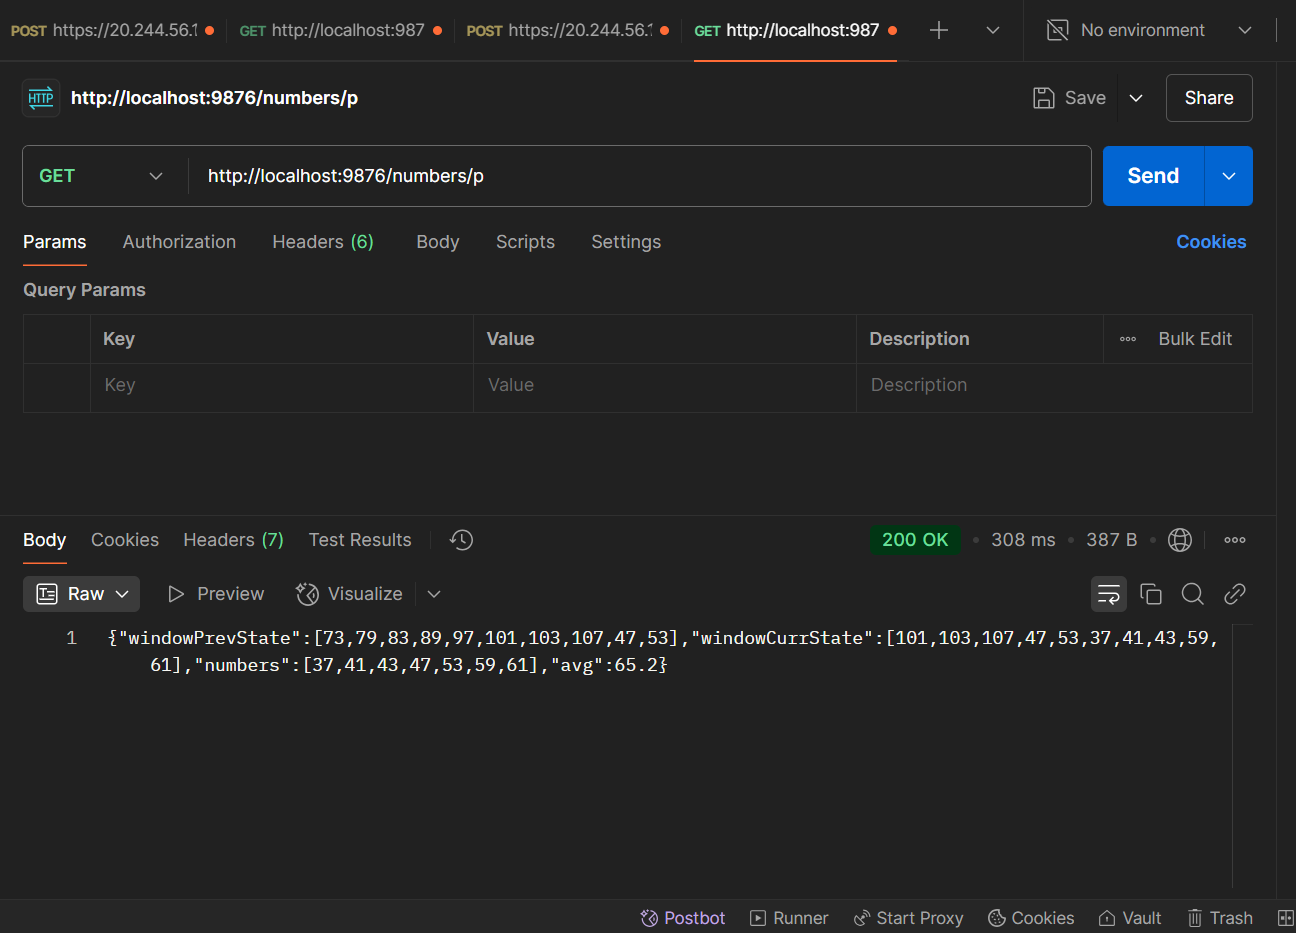 POST https://20.244.56.1 GET http://localhost:987 POST https://20.244.56.1 GET http://localhost:987 No environment
HTTP http://localhost:9876/numbers/p Save Share
GET http://localhost:9876/numbers/p Send
Params Authorization Headers (6) Body Scripts Settings Cookies
Query Params
Key Value Description Bulk Edit
Key Value Description
Body Cookies Headers (7) Test Results 200 OK 308 ms 387 B
Raw Preview Visualize
1 {"windowPrevState":[73,79,83,89,97,101,103,107,47,53],"windowCurrState":[101,103,107,47,53,37,41,43,59,
61],"numbers":[37,41,43,47,53,59,61],"avg":65.2}
Postbot Runner Start Proxy Cookies Vault Trash